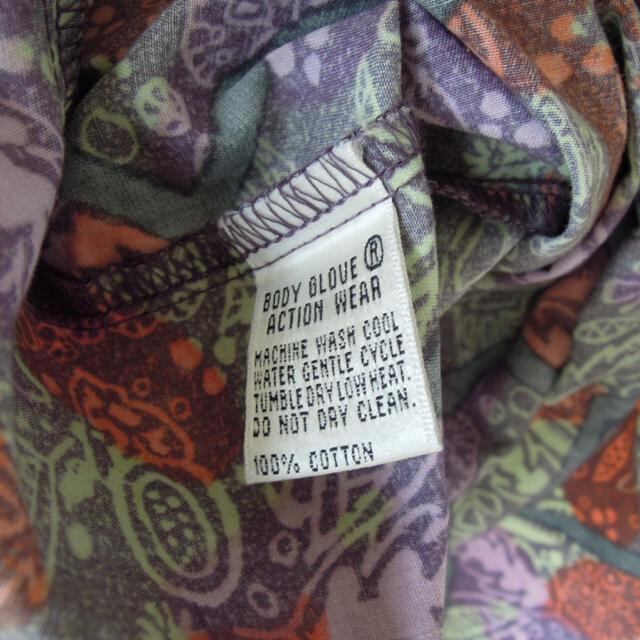 BODY GLOVE ®
ACTION WEAR
MACHINE WASH COOL
WATER GENTLE CYCLE
TUMBLE DRY LOW HEAT.
DO NOT DRY CLEAN.
100% COTTON